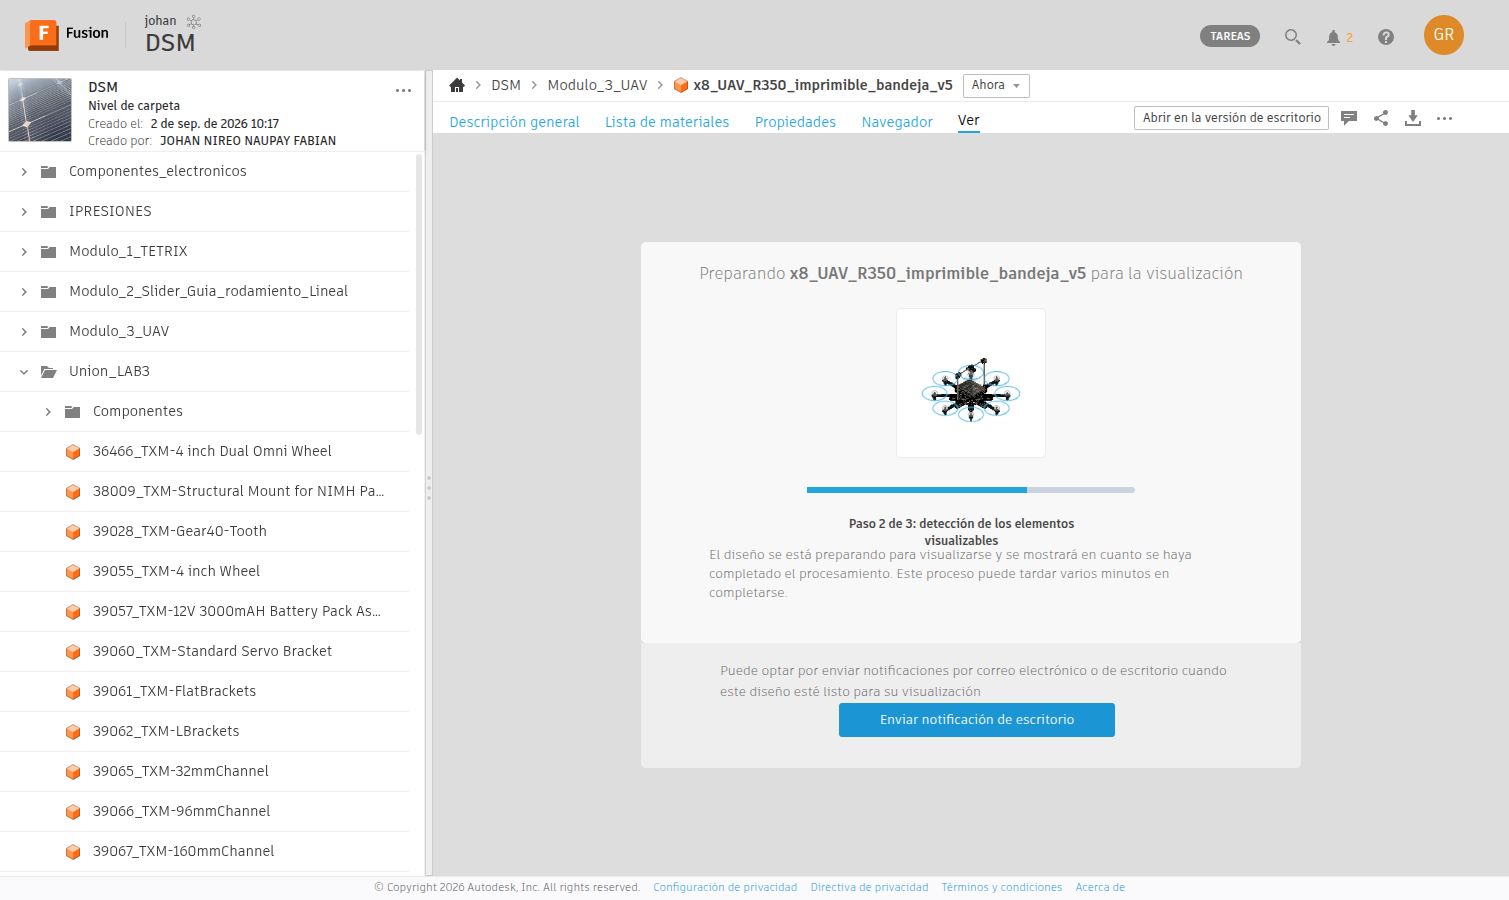 F Fusion
johan
DSM
TAREAS
2
GR
DSM
Nivel de carpeta
Creado el: 2 de sep. de 2026 10:17
Creado por: JOHAN NIREO NAUPAY FABIAN
DSM
Modulo_3_UAV
x8_UAV_R350_imprimible_bandeja_v5
Ahora
Descripción general
Lista de materiales
Propiedades
Navegador
Ver
Abrir en la versión de escritorio
Componentes_electronicos
IPRESIONES
Modulo_1_TETRIX
Modulo_2_Slider_Guia_rodamiento_Lineal
Modulo_3_UAV
Union_LAB3
Componentes
36466_TXM-4 inch Dual Omni Wheel
38009_TXM-Structural Mount for NIMH Pa...
39028_TXM-Gear40-Tooth
39055_TXM-4 inch Wheel
39057_TXM-12V 3000mAH Battery Pack As...
39060_TXM-Standard Servo Bracket
39061_TXM-FlatBrackets
39062_TXM-LBrackets
39065_TXM-32mmChannel
39066_TXM-96mmChannel
39067_TXM-160mmChannel
Preparando x8_UAV_R350_imprimible_bandeja_v5 para la visualización
Paso 2 de 3: detección de los elementos
visualizables
El diseño se está preparando para visualizarse y se mostrará en cuanto se haya
completado el procesamiento. Este proceso puede tardar varios minutos en
completarse.
Puede optar por enviar notificaciones por correo electrónico o de escritorio cuando
este diseño esté listo para su visualización
Enviar notificación de escritorio
© Copyright 2026 Autodesk, Inc. All rights reserved. Configuración de privacidad Directiva de privacidad Términos y condiciones Acerca de